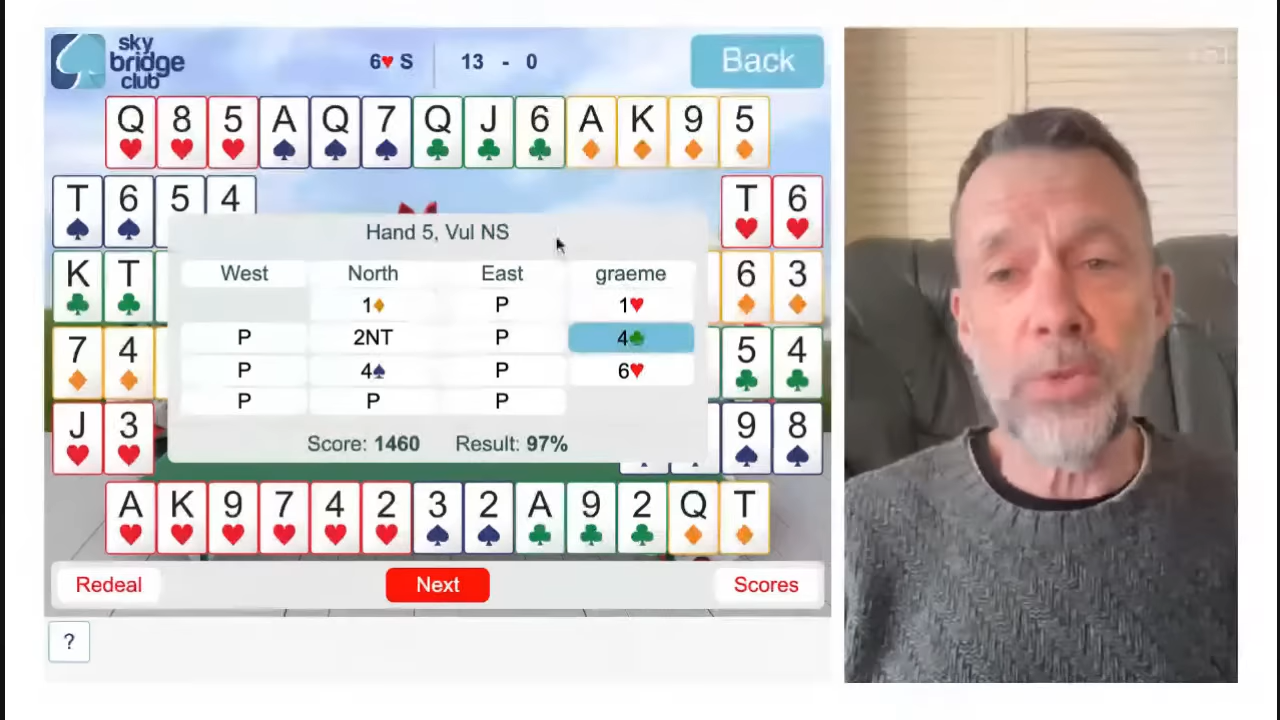 sky
bridge
club
6♥ S
13 - 0
Back
Q 8 5 A Q 7 Q J 6 A K 9 5
♥ ♥ ♥ ♠ ♠ ♠ ♣ ♣ ♣ ♦ ♦ ♦ ♦
T 6 5 4
♠ ♠
T 6
♥ ♥
Hand 5, Vul NS
West North East graeme
1♦ P 1♥
P 2NT P 4♣
P 4♠ P 6♥
P P P
Score: 1460 Result: 97%
K T
♣ ♣
6 3
♦ ♦
7 4
♦ ♦
5 4
♣ ♣
J 3
♥ ♥
9 8
♠ ♠
A K 9 7 4 2 3 2 A 9 2 Q T
♥ ♥ ♥ ♥ ♥ ♥ ♠ ♠ ♣ ♣ ♣ ♦ ♦
Redeal
Next
Scores
?